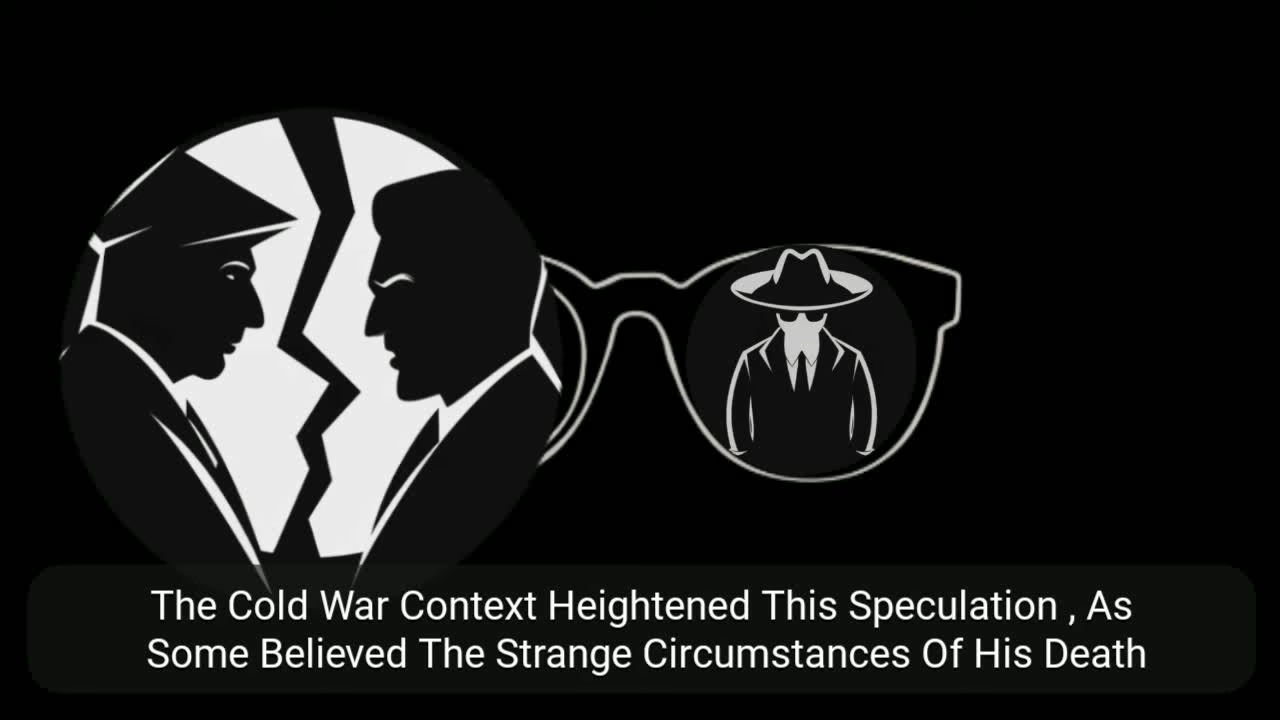 The Cold War Context Heightened This Speculation , As
Some Believed The Strange Circumstances Of His Death